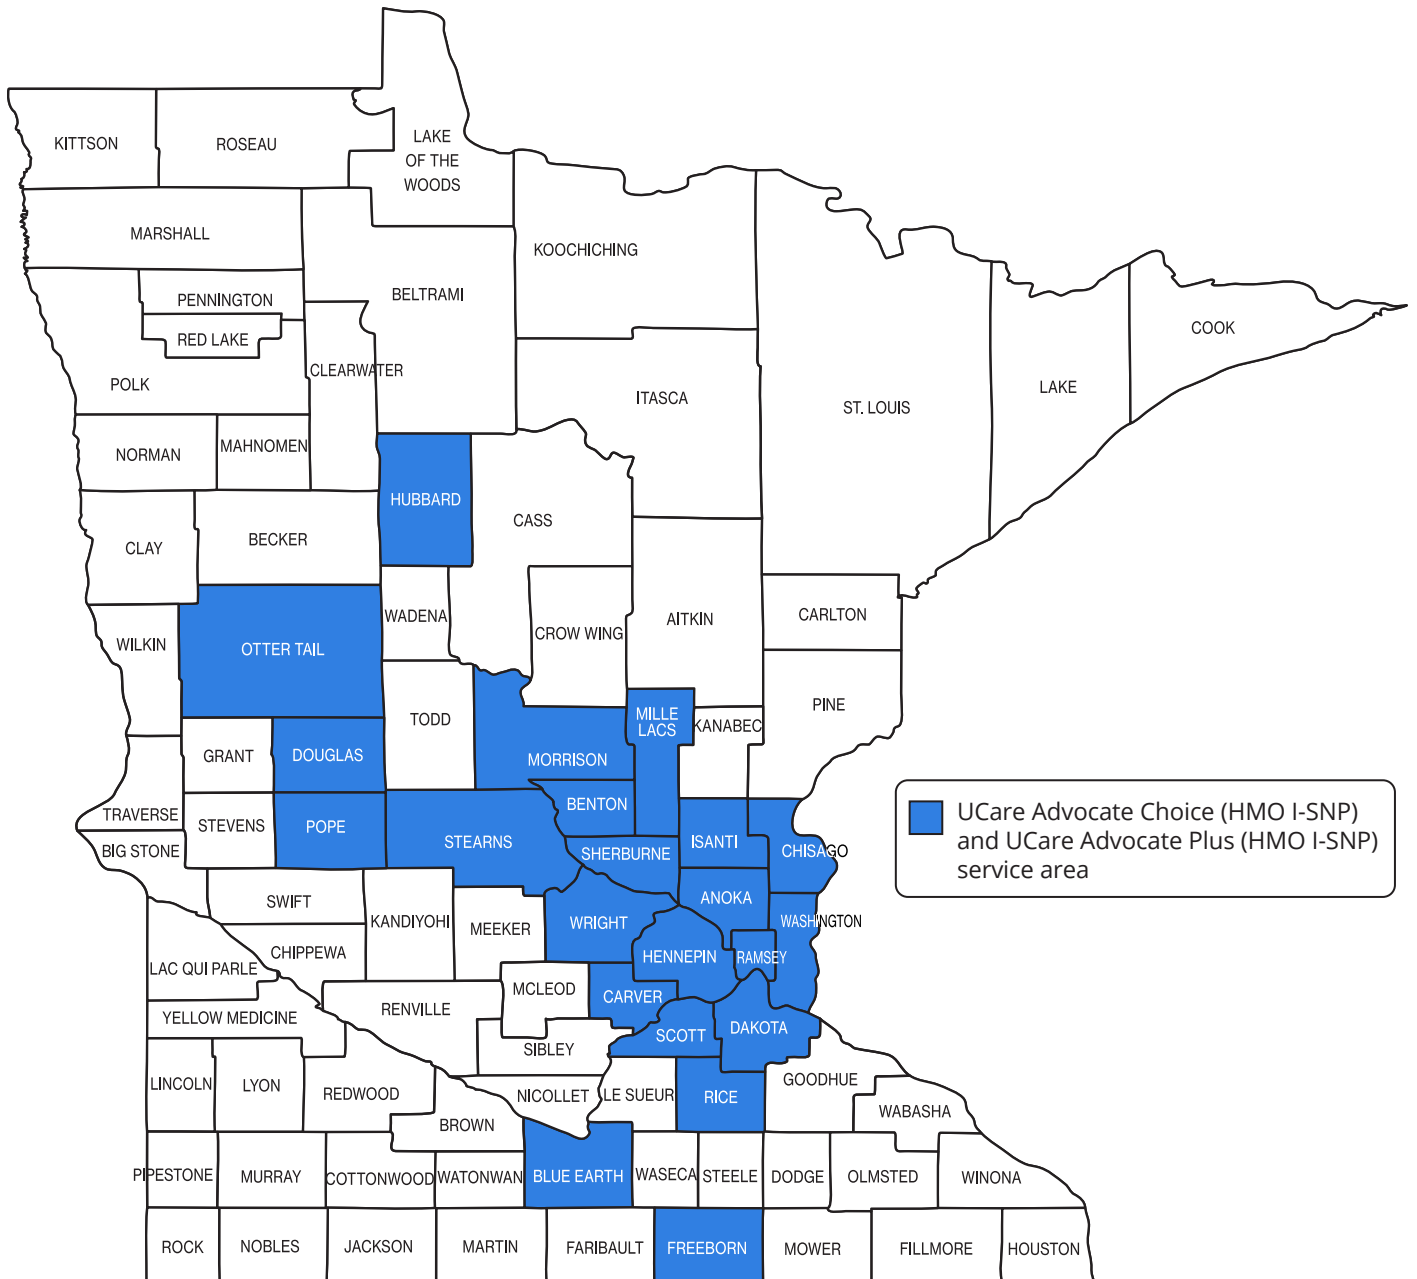 KITTSON
ROSEAU
LAKE
OF THE
WOODS
MARSHALL
KOOCHICHING
PENNINGTON
BELTRAMI
RED LAKE
COOK
CLEARWATER
POLK
ITASCA
ST. LOUIS
LAKE
NORMAN
MAHNOMEN
HUBBARD
CASS
CLAY
BECKER
WADENA
AITKIN
CARLTON
WILKIN
OTTER TAIL
CROW WING
TODD
MILLE
LACS
KANABEC
PINE
GRANT
DOUGLAS
MORRISON
TRAVERSE
STEVENS
POPE
BENTON
BIG STONE
STEARNS
SHERBURNE
ISANTI
CHISAGO
UCare Advocate Choice (HMO I-SNP)
and UCare Advocate Plus (HMO I-SNP)
service area
SWIFT
KANDIYOHI
MEEKER
WRIGHT
ANOKA
WASHINGTON
CHIPPEWA
HENNEPIN
RAMSEY
LAC QUI PARLE
MCLEOD
CARVER
YELLOW MEDICINE
RENVILLE
SCOTT
DAKOTA
SIBLEY
LINCOLN
LYON
REDWOOD
NICOLLET
LE SUEUR
RICE
GOODHUE
WABASHA
BROWN
PIPESTONE
MURRAY
COTTONWOOD
WATONWAN
BLUE EARTH
WASECA
STEELE
DODGE
OLMSTED
WINONA
ROCK
NOBLES
JACKSON
MARTIN
FARIBAULT
FREEBORN
MOWER
FILLMORE
HOUSTON